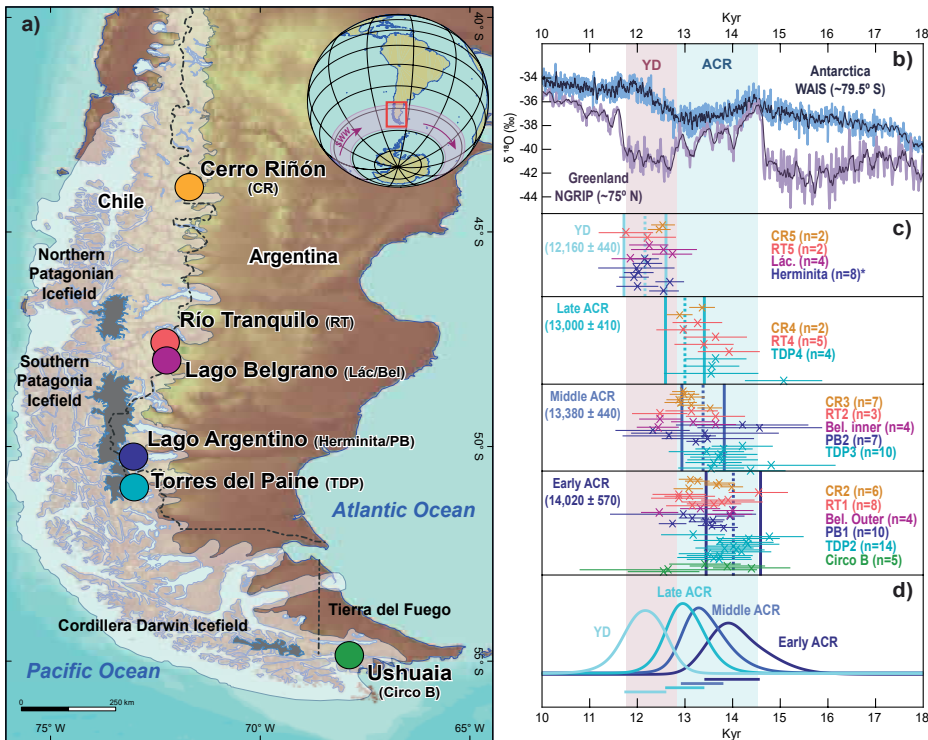 a)
40° S
SWW
Cerro Riñón
(CR)
Chile
45° S
Argentina
Northern
Patagonian
Icefield
Río Tranquilo (RT)
Southern
Patagonia
Icefield
Lago Belgrano (Lác/Bel)
Lago Argentino (Herminita/PB)
50° S
Torres del Paine (TDP)
Atlantic Ocean
Tierra del Fuego
Cordillera Darwin Icefield
55° S
Pacific Ocean
Ushuaia
(Circo B)
0 250 km
75° W 70° W 65° W
Kyr
10 11 12 13 14 15 16 17 18
YD ACR b)
Antarctica
WAIS (~79.5° S)
-34
-36
-38
-40
-42
-44
δ ¹⁸O (‰)
Greenland
NGRIP (~75° N)
c)
YD
(12,160 ± 440)
CR5 (n=2)
RT5 (n=2)
Lác. (n=4)
Herminita (n=8)*
Late ACR
(13,000 ± 410)
CR4 (n=2)
RT4 (n=5)
TDP4 (n=4)
Middle ACR
(13,380 ± 440)
CR3 (n=7)
RT2 (n=3)
Bel. inner (n=4)
PB2 (n=7)
TDP3 (n=10)
Early ACR
(14,020 ± 570)
CR2 (n=6)
RT1 (n=8)
Bel. Outer (n=4)
PB1 (n=10)
TDP2 (n=14)
Circo B (n=5)
d)
Late ACR
YD
Middle ACR
Early ACR
10 11 12 13 14 15 16 17 18
Kyr